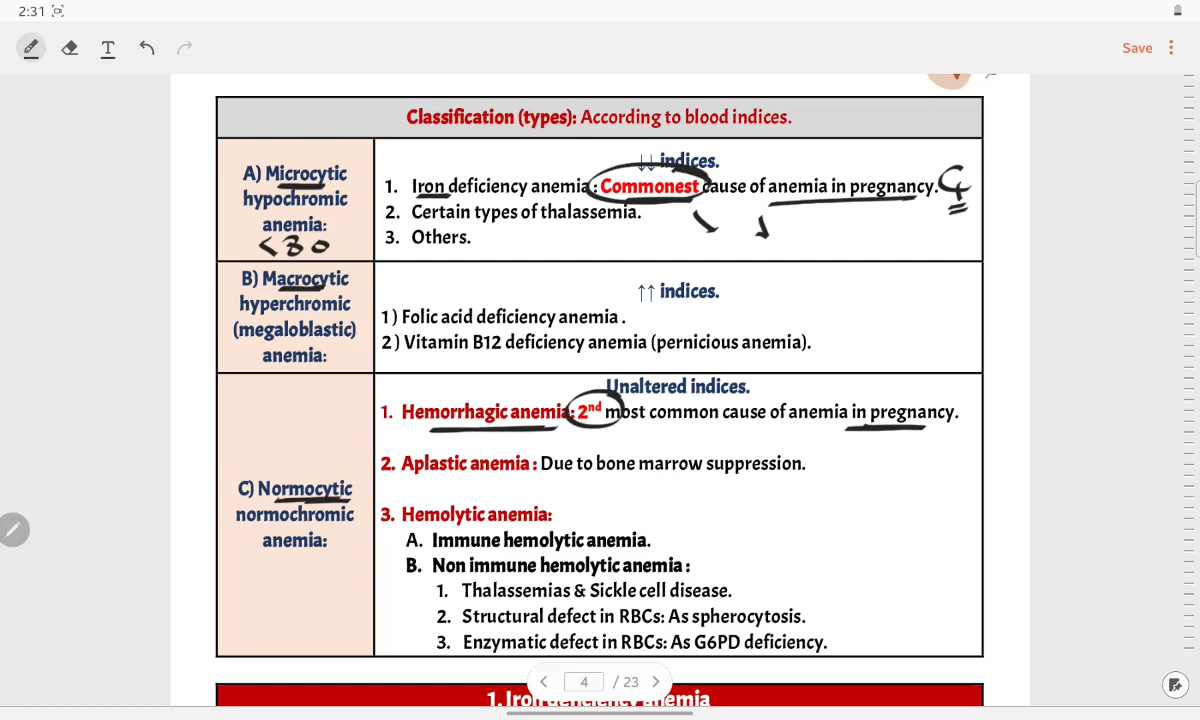 2:31
T
Save
Classification (types): According to blood indices.
A) Microcytic
hypochromic
anemia:
<30
↓↓ indices.
1. Iron deficiency anemia : Commonest cause of anemia in pregnancy.
2. Certain types of thalassemia.
3. Others.
B) Macrocytic
hyperchromic
(megaloblastic)
anemia:
↑↑ indices.
1 ) Folic acid deficiency anemia .
2 ) Vitamin B12 deficiency anemia (pernicious anemia).
C) Normocytic
normochromic
anemia:
Unaltered indices.
1. Hemorrhagic anemia: 2nd most common cause of anemia in pregnancy.
2. Aplastic anemia : Due to bone marrow suppression.
3. Hemolytic anemia:
A. Immune hemolytic anemia.
B. Non immune hemolytic anemia :
1. Thalassemias & Sickle cell disease.
2. Structural defect in RBCs: As spherocytosis.
3. Enzymatic defect in RBCs: As G6PD deficiency.
4 / 23
1. Iron deficiency anemia